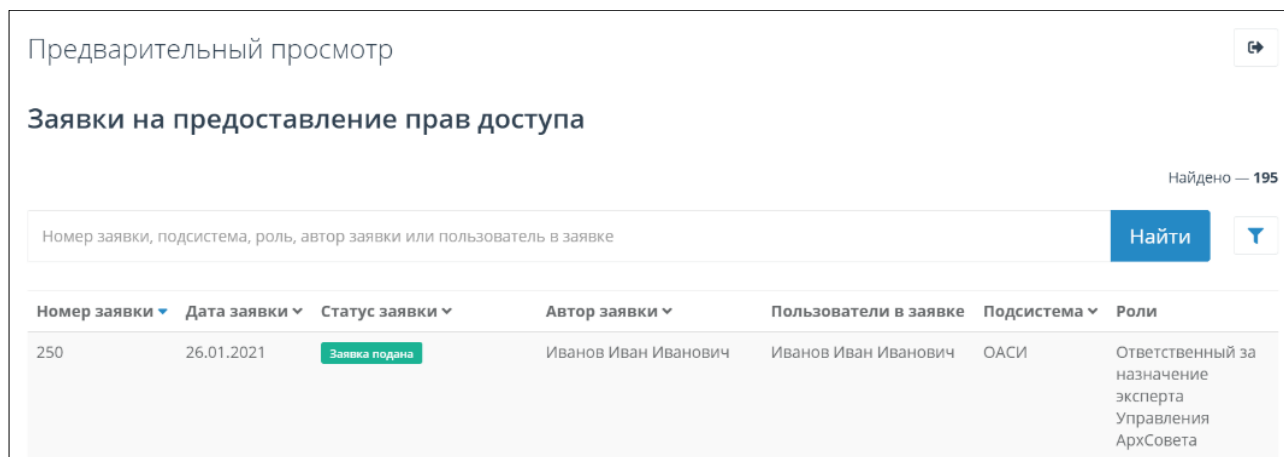 Предварительный просмотр
Заявки на предоставление прав доступа
Найдено — 195
Номер заявки, подсистема, роль, автор заявки или пользователь в заявке
Найти
Номер заявки Дата заявки Статус заявки Автор заявки Пользователи в заявке Подсистема Роли
250 26.01.2021 Заявка подана Иванов Иван Иванович Иванов Иван Иванович ОАСИ Ответственный за
назначение
эксперта
Управления
АрхСовета